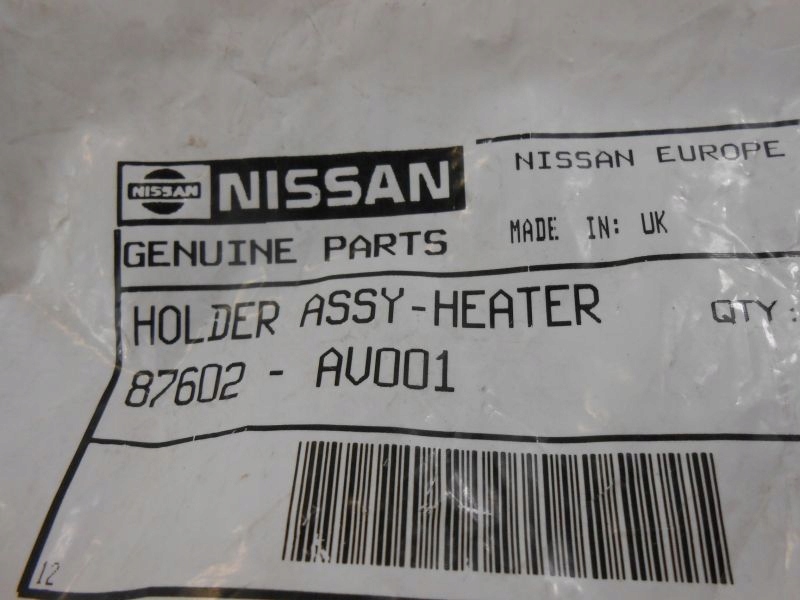 NISSAN NISSAN
NISSAN EUROPE
GENUINE PARTS
MADE IN: UK
HOLDER ASSY-HEATER
QTY:
87602 - AV001
12